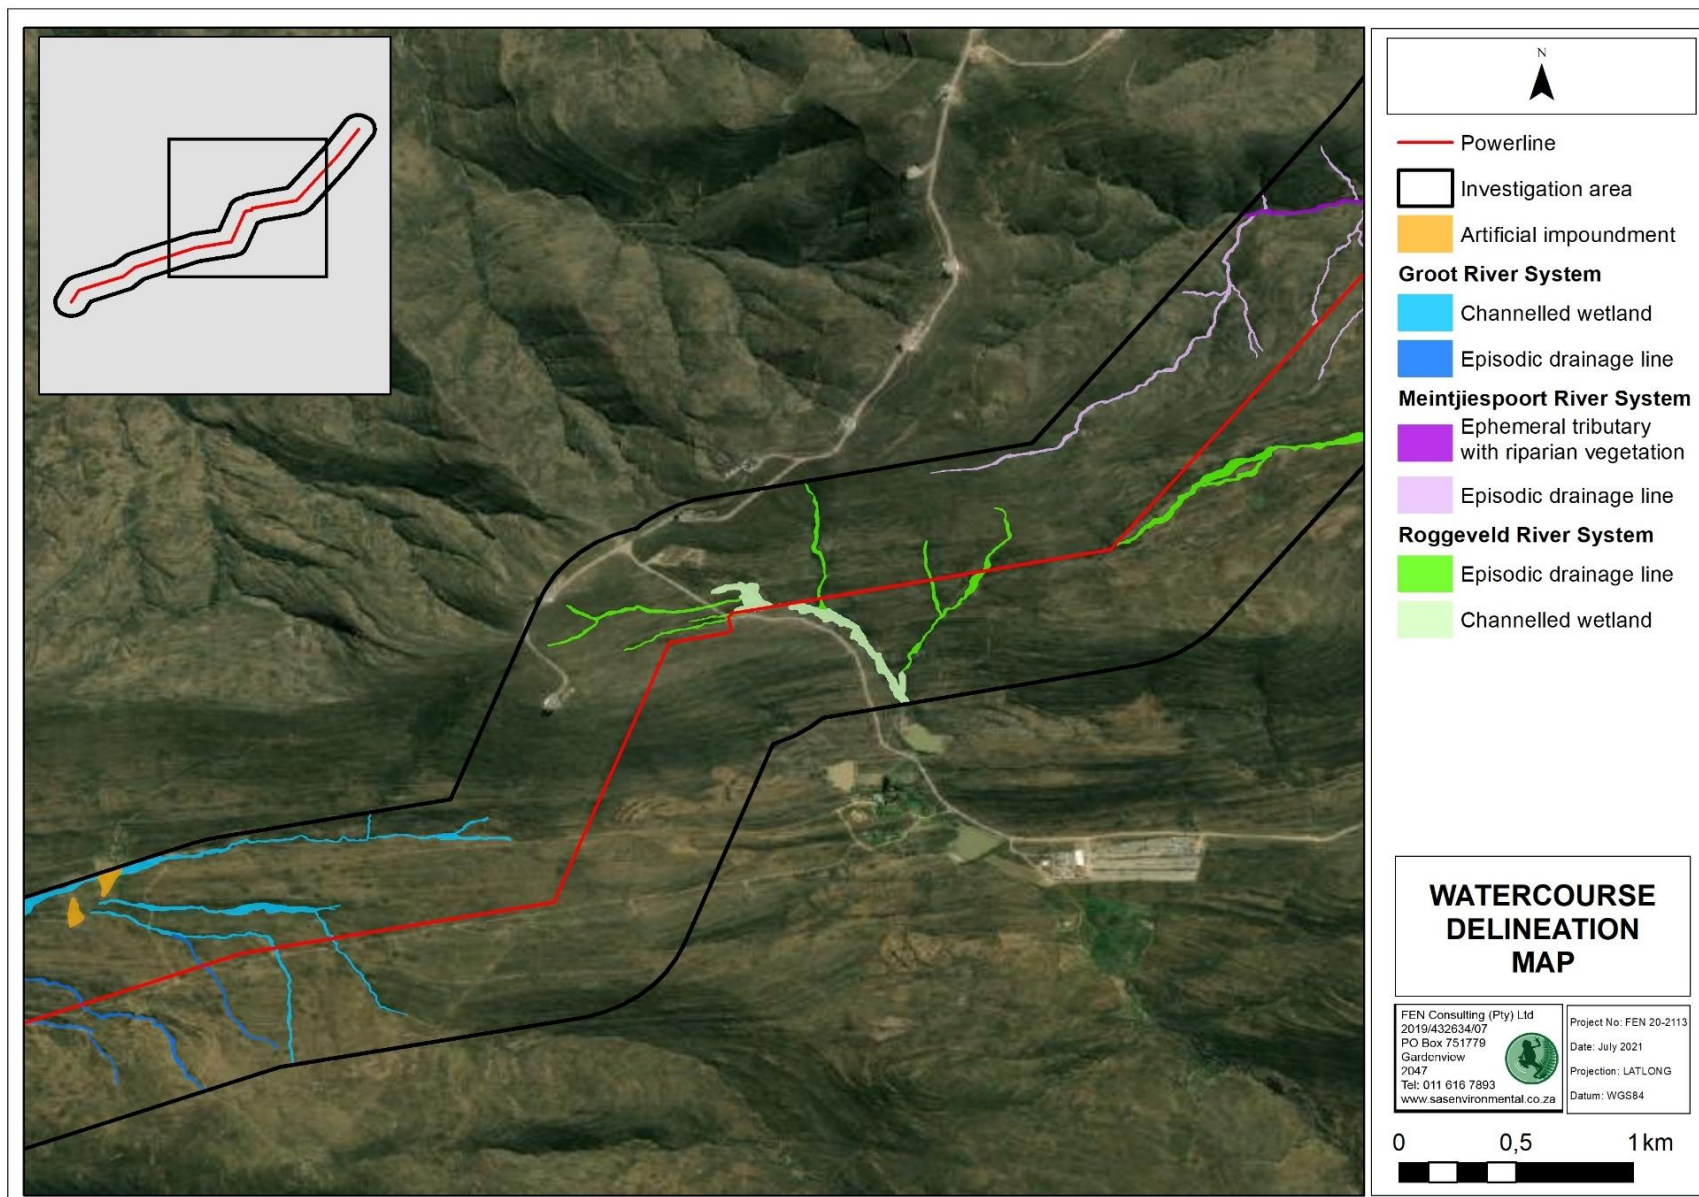 N
Powerline
Investigation area
Artificial impoundment
Groot River System
Channelled wetland
Episodic drainage line
Meintjiespoort River System
Ephemeral tributary
with riparian vegetation
Episodic drainage line
Roggeveld River System
Episodic drainage line
Channelled wetland
WATERCOURSE
DELINEATION
MAP
FEN Consulting (Pty) Ltd
2019/432634/07
PO Box 751779
Gardenview
2047
Tel: 011 616 7893
www.sasenvironmental.co.za
Project No: FEN 20-2113
Date: July 2021
Projection: LATLONG
Datum: WGS84
0 0,5 1 km